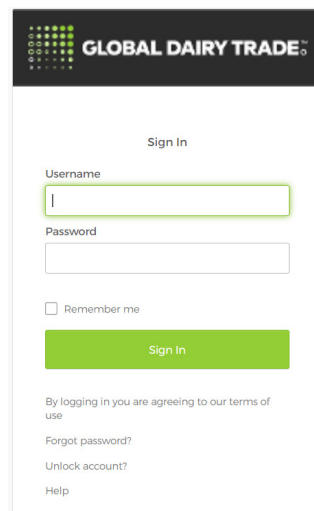 GLOBAL DAIRY TRADE™
Sign In
Username
Password
Remember me
Sign In
By logging in you are agreeing to our terms of
use
Forgot password?
Unlock account?
Help